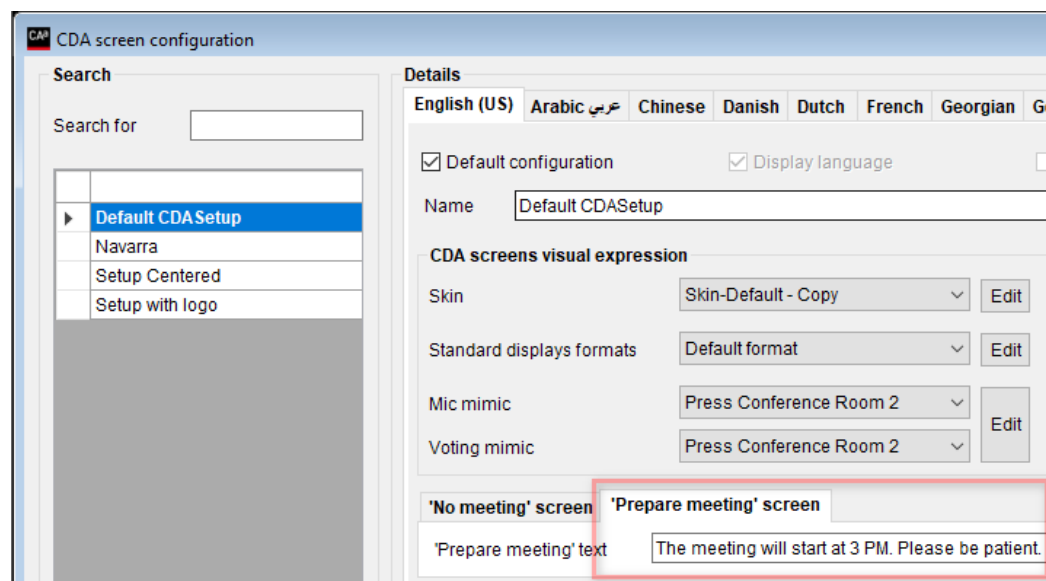 CA³ CDA screen configuration
Search
Search for
Default CDASetup
Navarra
Setup Centered
Setup with logo
Details
English (US) Arabic عربي Chinese Danish Dutch French Georgian
Default configuration Display language
Name Default CDASetup
CDA screens visual expression
Skin Skin-Default - Copy Edit
Standard displays formats Default format Edit
Mic mimic Press Conference Room 2
Edit
Voting mimic Press Conference Room 2
'No meeting' screen 'Prepare meeting' screen
'Prepare meeting' text The meeting will start at 3 PM. Please be patient.